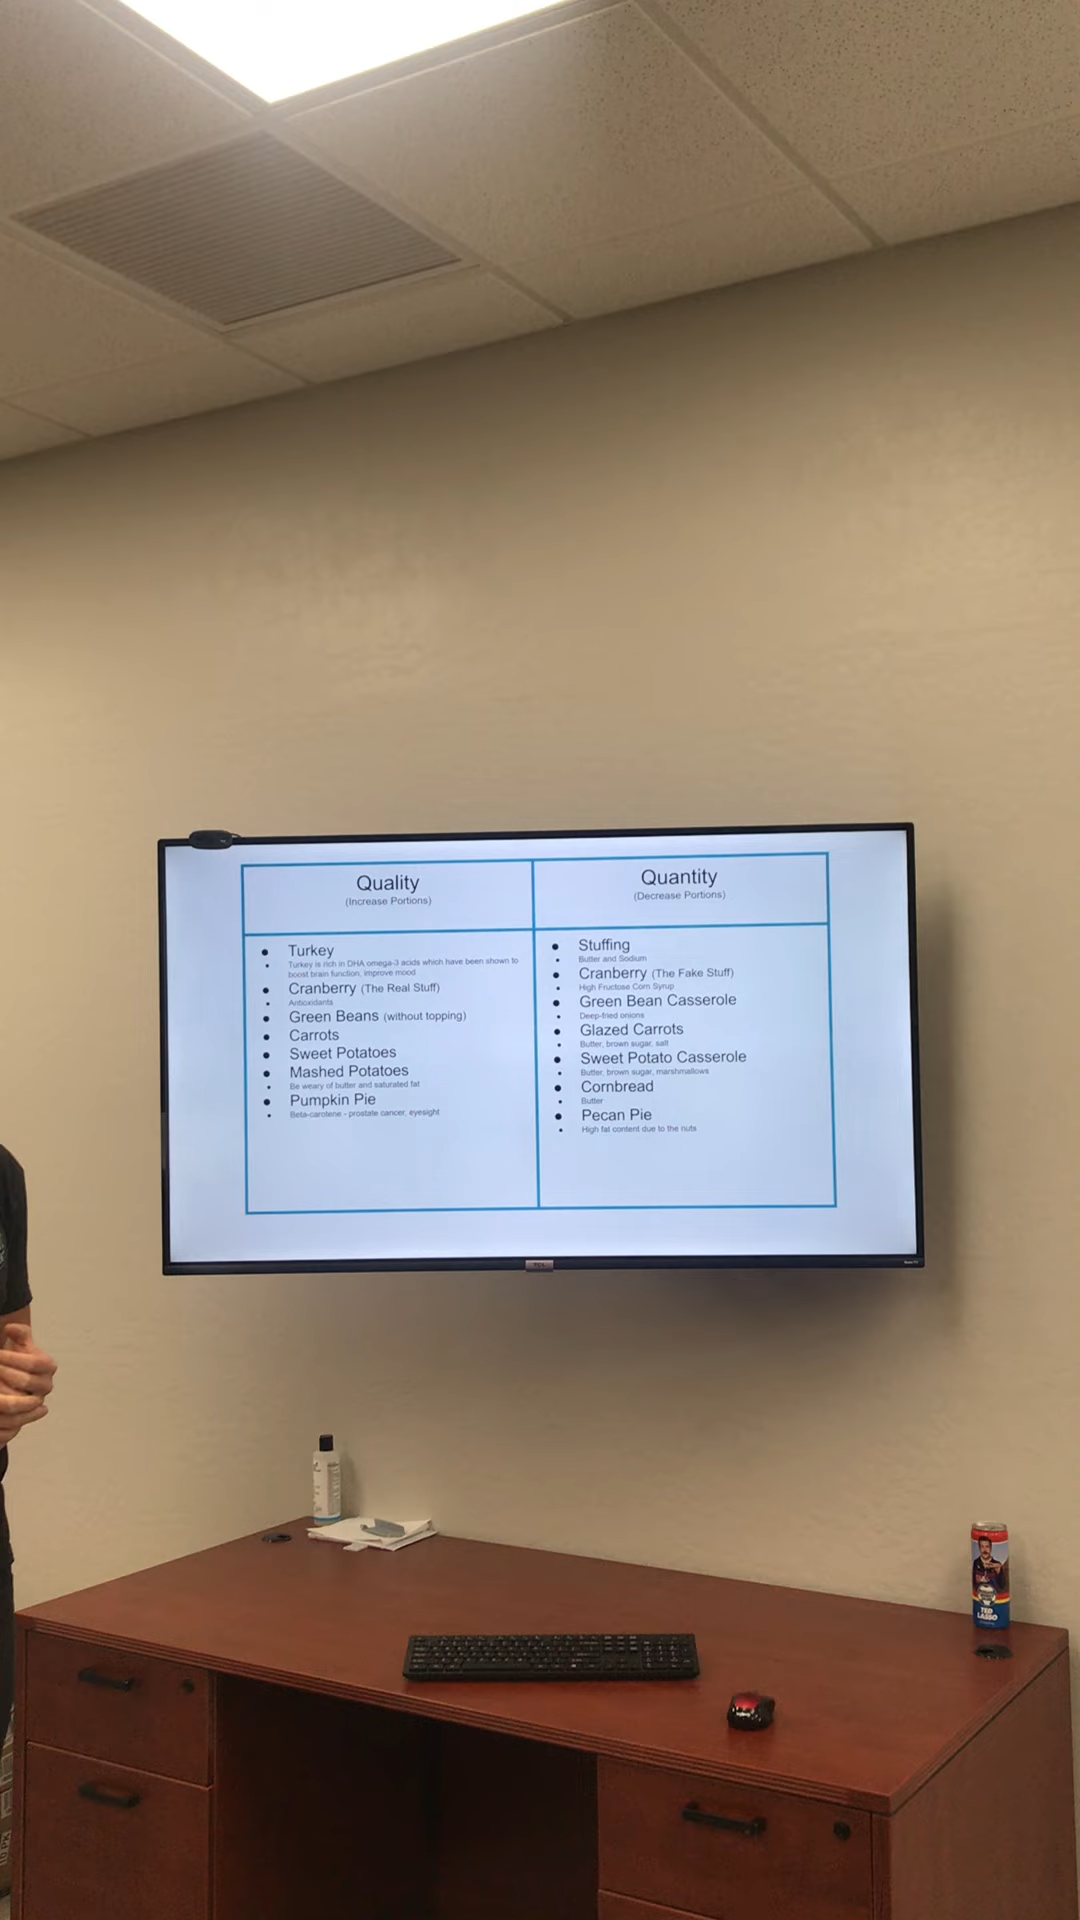 Quality
(Increase Portions)
Turkey
Turkey is rich in DHA omega-3 acids which have been shown to
boost brain function, improve mood
Cranberry (The Real Stuff)
Antioxidants
Green Beans (without topping)
Carrots
Sweet Potatoes
Mashed Potatoes
Be weary of butter and saturated fat
Pumpkin Pie
Beta-carotene - prostate cancer, eyesight
Quantity
(Decrease Portions)
Stuffing
Butter and Sodium
Cranberry (The Fake Stuff)
High Fructose Corn Syrup
Green Bean Casserole
Deep-fried onions
Glazed Carrots
Butter, brown sugar, salt
Sweet Potato Casserole
Butter, brown sugar, marshmallows
Cornbread
Butter
Pecan Pie
High fat content due to the nuts
TCL
TED
LASSO